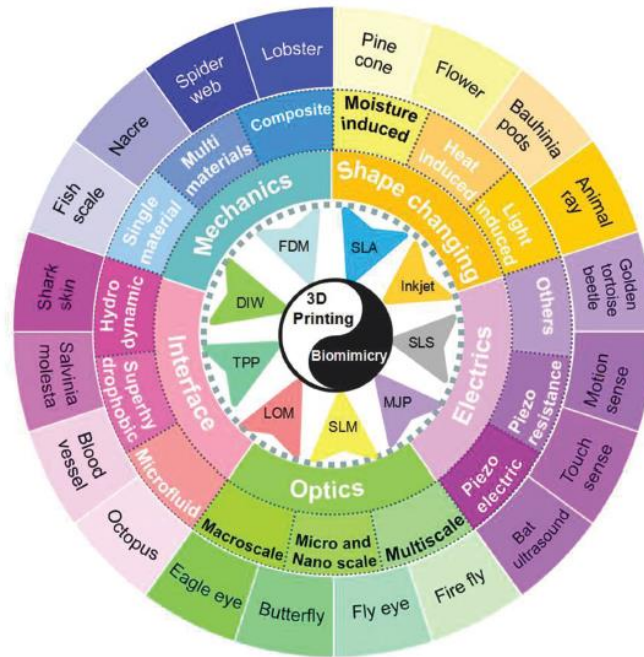 Pine
cone
Flower
Bauhinia
pods
Animal
ray
Golden
tortoise
beetle
Motion
sense
Touch
sense
Bat
ultrasound
Fire fly
Fly eye
Butterfly
Eagle eye
Octopus
Blood
vessel
Salvinia
molesta
Shark
skin
Fish
scale
Nacre
Spider
web
Lobster
Moisture
induced
Heat
induced
Light
induced
Others
Piezo
resistance
Piezo
electric
Multiscale
Micro and
Nano scale
Macroscale
Microfluid
Superhy
drophobic
Hydro
dynamic
Single
material
Multi
materials
Composite
Mechanics
Shape changing
Electrics
Optics
Interface
FDM
SLA
Inkjet
SLS
MJP
SLM
LOM
TPP
DIW
3D
Printing
Biomimicry